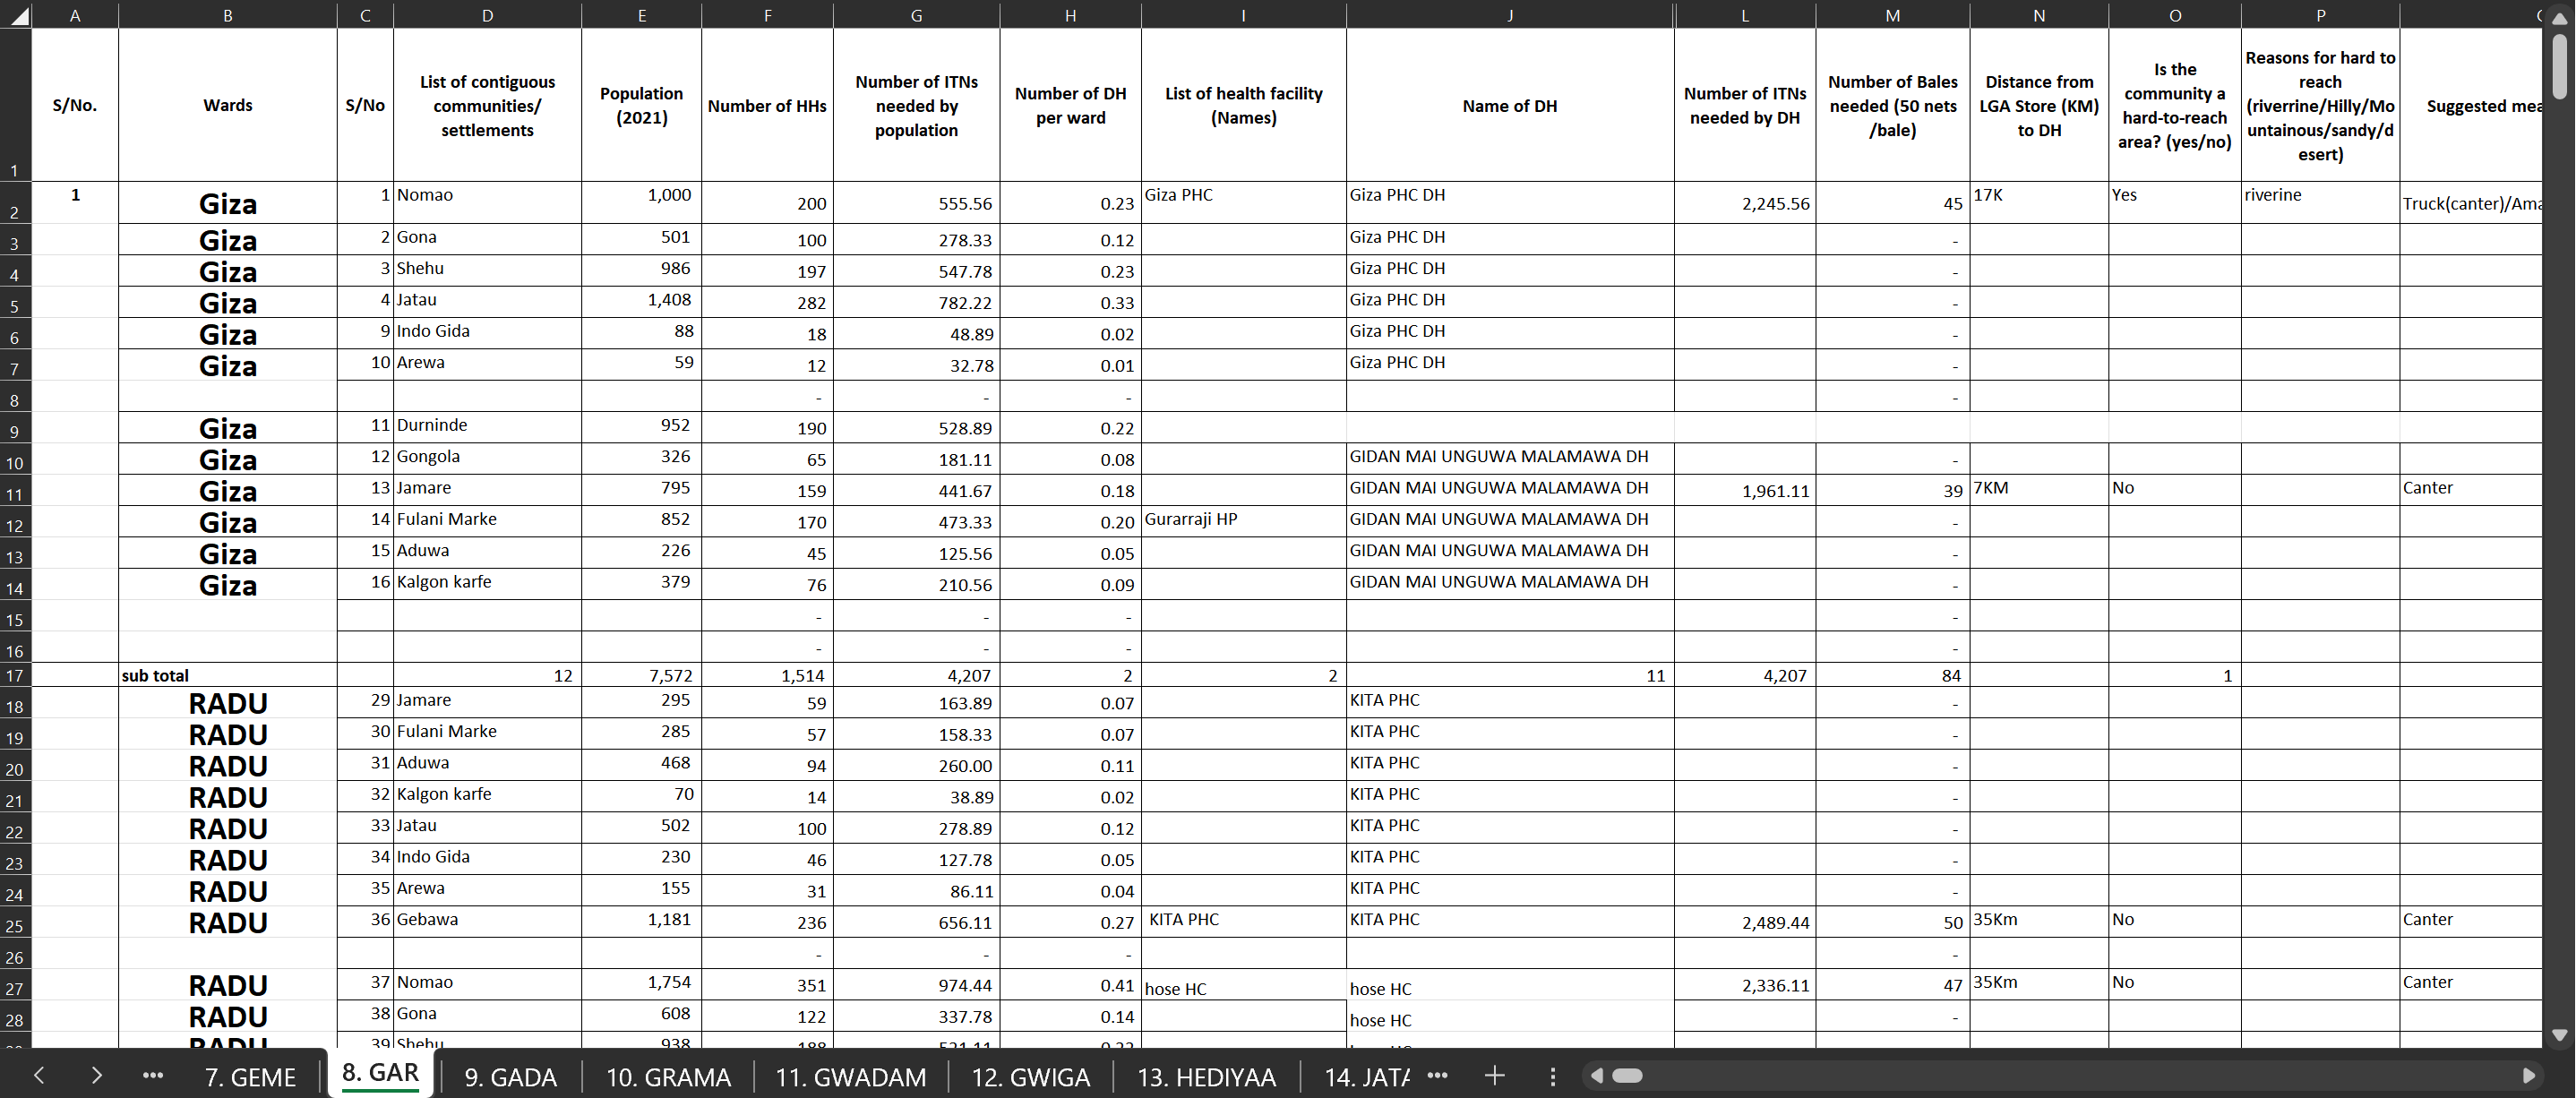 A B C D E F G H I J L M N O P
S/No. Wards S/No List of contiguous communities/ settlements Population (2021) Number of HHs Number of ITNs needed by population Number of DH per ward List of health facility (Names) Name of DH Number of ITNs needed by DH Number of Bales needed (50 nets /bale) Distance from LGA Store (KM) to DH Is the community a hard-to-reach area? (yes/no) Reasons for hard to reach (riverrine/Hilly/Mountainous/sandy/desert) Suggested
1
2 1 Giza 1 Nomao 1,000 200 555.56 0.23 Giza PHC Giza PHC DH 2,245.56 45 17K Yes riverine Truck(canter)/
3 Giza 2 Gona 501 100 278.33 0.12 Giza PHC DH -
4 Giza 3 Shehu 986 197 547.78 0.23 Giza PHC DH -
5 Giza 4 Jatau 1,408 282 782.22 0.33 Giza PHC DH -
6 Giza 9 Indo Gida 88 18 48.89 0.02 Giza PHC DH -
7 Giza 10 Arewa 59 12 32.78 0.01 Giza PHC DH -
8 - - - -
9 Giza 11 Durninde 952 190 528.89 0.22
10 Giza 12 Gongola 326 65 181.11 0.08 GIDAN MAI UNGUWA MALAMAWA DH -
11 Giza 13 Jamare 795 159 441.67 0.18 GIDAN MAI UNGUWA MALAMAWA DH 1,961.11 39 7KM No Canter
12 Giza 14 Fulani Marke 852 170 473.33 0.20 Gurarraji HP GIDAN MAI UNGUWA MALAMAWA DH -
13 Giza 15 Aduwa 226 45 125.56 0.05 GIDAN MAI UNGUWA MALAMAWA DH -
14 Giza 16 Kalgon karfe 379 76 210.56 0.09 GIDAN MAI UNGUWA MALAMAWA DH -
15 - - - -
16 - - - -
17 sub total 12 7,572 1,514 4,207 2 2 11 4,207 84 1
18 RADU 29 Jamare 295 59 163.89 0.07 KITA PHC -
19 RADU 30 Fulani Marke 285 57 158.33 0.07 KITA PHC -
20 RADU 31 Aduwa 468 94 260.00 0.11 KITA PHC -
21 RADU 32 Kalgon karfe 70 14 38.89 0.02 KITA PHC -
22 RADU 33 Jatau 502 100 278.89 0.12 KITA PHC -
23 RADU 34 Indo Gida 230 46 127.78 0.05 KITA PHC -
24 RADU 35 Arewa 155 31 86.11 0.04 KITA PHC -
25 RADU 36 Gebawa 1,181 236 656.11 0.27 KITA PHC KITA PHC 2,489.44 50 35Km No Canter
26 - - - -
27 RADU 37 Nomao 1,754 351 974.44 0.41 hose HC hose HC 2,336.11 47 35Km No Canter
28 RADU 38 Gona 608 122 337.78 0.14 hose HC -
RADU 39 Shehu 938
7. GEME 8. GAR 9. GADA 10. GRAMA 11. GWADAM 12. GWIGA 13. HEDIYAA 14.